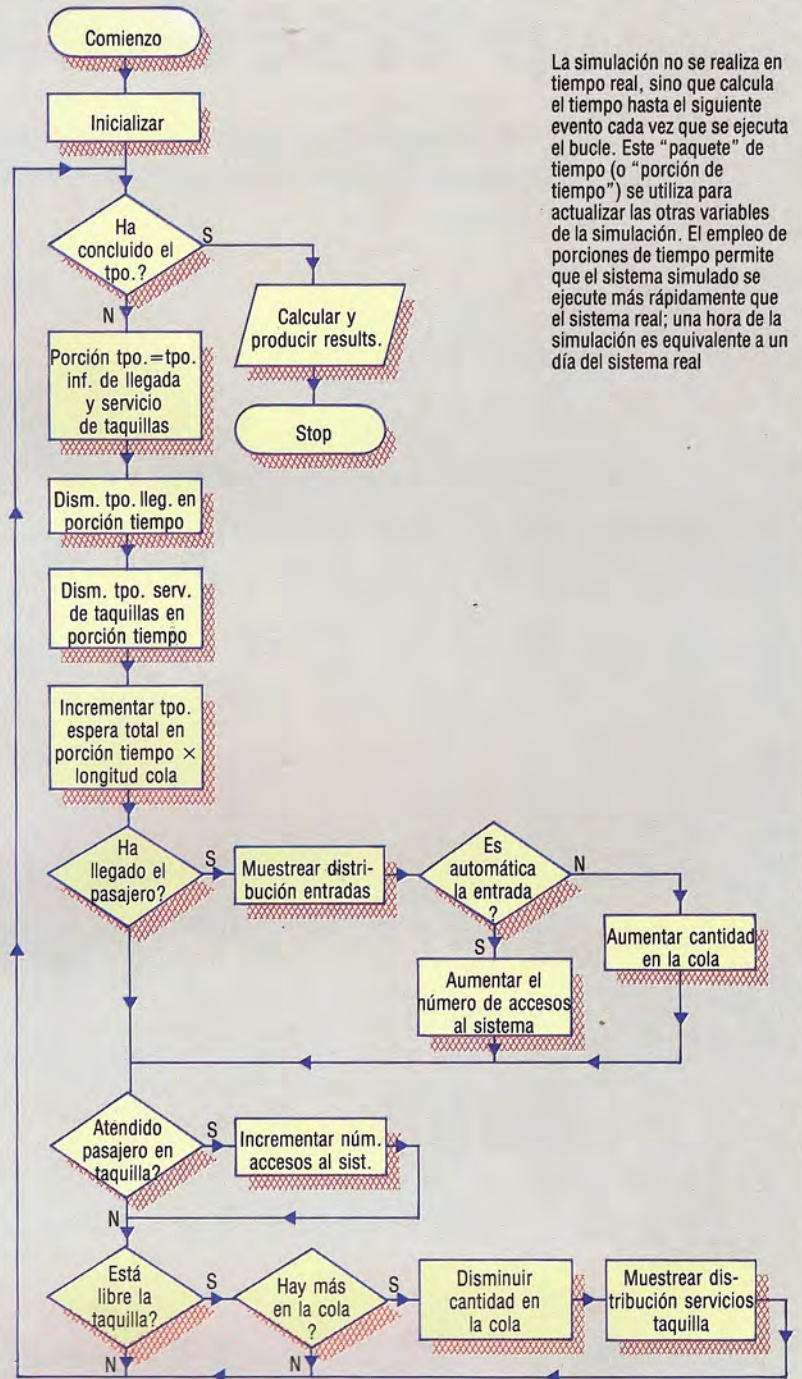 Comienzo
Inicializar
Ha
concluido el
tpo.?
S
N
Calcular y
producir results.
Stop
La simulación no se realiza en
tiempo real, sino que calcula
el tiempo hasta el siguiente
evento cada vez que se ejecuta
el bucle. Este “paquete” de
tiempo (o “porción de
tiempo”) se utiliza para
actualizar las otras variables
de la simulación. El empleo de
porciones de tiempo permite
que el sistema simulado se
ejecute más rápidamente que
el sistema real; una hora de la
simulación es equivalente a un
día del sistema real
Porción tpo.=tpo.
inf. de llegada
y servicio
de taquillas
Dism. tpo. lleg. en
porción tiempo
Dism. tpo. serv.
de taquillas en
porción tiempo
Incrementar tpo.
espera total en
porción tiempo ×
longitud cola
Ha
llegado el
pasajero?
S
Muestrear distri-
bución entradas
Es
automática
la entrada
?
N
S
Aumentar cantidad
en la cola
Aumentar el
número de accesos
al sistema
Atendido
pasajero en
taquilla?
S
Incrementar núm.
accesos al sist.
N
Está
libre la
taquilla?
S
N
Hay más
en la cola
?
S
N
Disminuir
cantidad en
la cola
Muestrear dis-
tribución servicios
taquilla